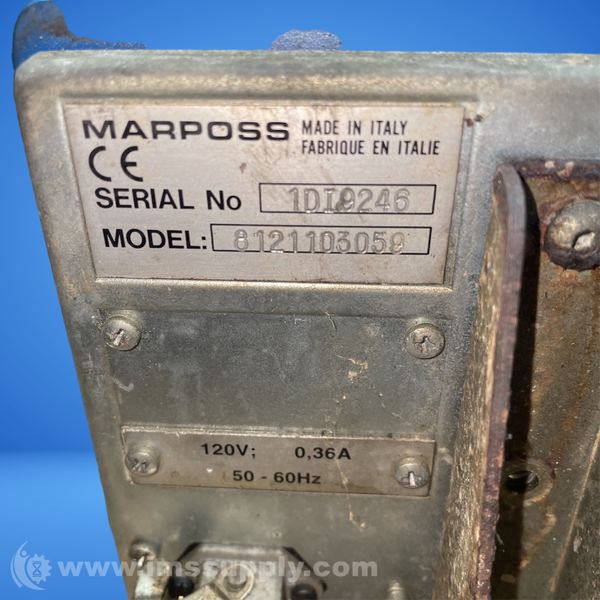 MARPOSS MADE IN ITALY
FABRIQUE EN ITALIE
CE
SERIAL No 1DI9246
MODEL: 8121103059
120V; 0,36A
50 - 60Hz
www.imssupply.com